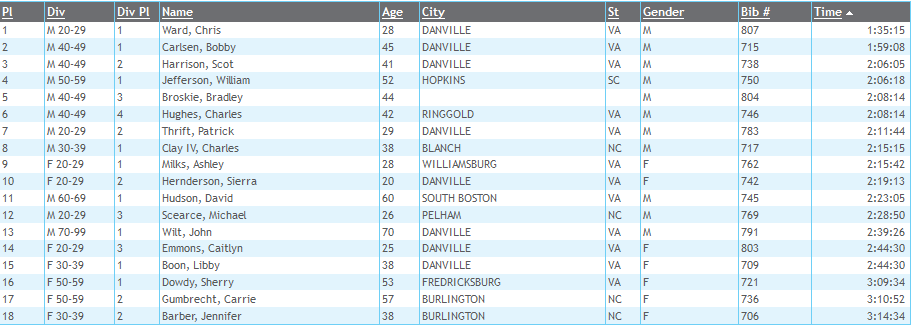 Pl Div Div Pl Name Age City St Gender Bib # Time
1 M 20-29 1 Ward, Chris 28 DANVILLE VA M 807 1:35:15
2 M 40-49 1 Carlsen, Bobby 45 DANVILLE VA M 715 1:59:08
3 M 40-49 2 Harrison, Scot 41 DANVILLE VA M 738 2:06:05
4 M 50-59 1 Jefferson, William 52 HOPKINS SC M 750 2:06:18
5 M 40-49 3 Broskie, Bradley 44 M 804 2:08:14
6 M 40-49 4 Hughes, Charles 42 RINGGOLD VA M 746 2:08:14
7 M 20-29 2 Thrift, Patrick 29 DANVILLE VA M 783 2:11:44
8 M 30-39 1 Clay IV, Charles 38 BLANCH NC M 717 2:15:15
9 F 20-29 1 Milks, Ashley 28 WILLIAMSBURG VA F 762 2:15:42
10 F 20-29 2 Hernderson, Sierra 20 DANVILLE VA F 742 2:19:13
11 M 60-69 1 Hudson, David 60 SOUTH BOSTON VA M 745 2:23:05
12 M 20-29 3 Scearce, Michael 26 PELHAM NC M 769 2:28:50
13 M 70-99 1 Wilt, John 70 DANVILLE VA M 791 2:39:26
14 F 20-29 3 Emmons, Caitlyn 25 DANVILLE VA F 803 2:44:30
15 F 30-39 1 Boon, Libby 38 DANVILLE VA F 709 2:44:30
16 F 50-59 1 Dowdy, Sherry 53 FREDRICKSBURG VA F 721 3:09:34
17 F 50-59 2 Gumbrecht, Carrie 57 BURLINGTON NC F 736 3:10:52
18 F 30-39 2 Barber, Jennifer 38 BURLINGTON NC F 706 3:14:34